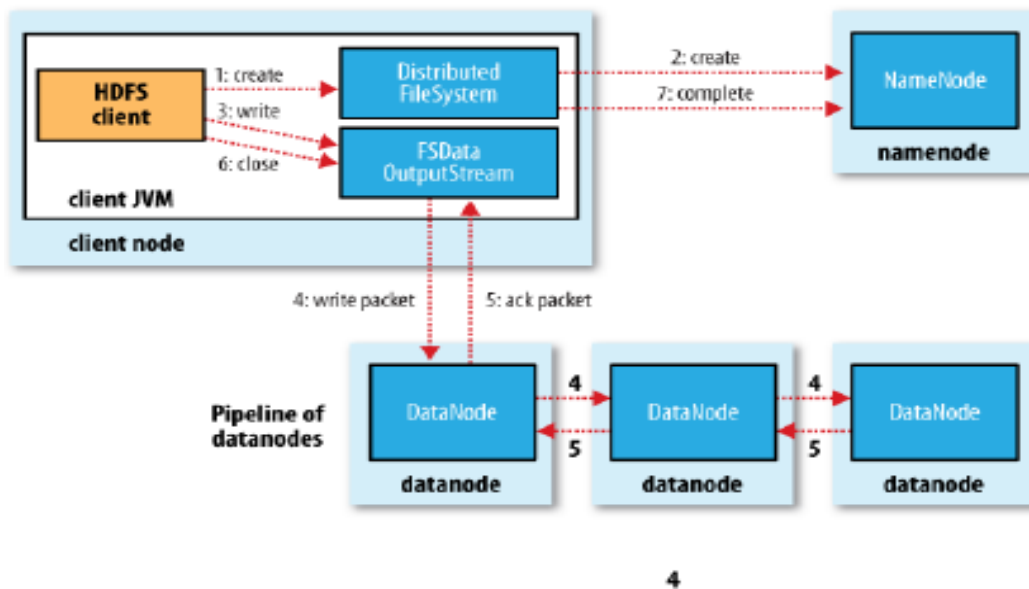 1: create
HDFS
client
3: write
6: close
Distributed
FileSystem
FSData
OutputStream
client JVM
client node
2: create
7: complete
NameNode
namenode
4: write packet
5: ack packet
Pipeline of
datanodes
DataNode
datanode
4
5
DataNode
datanode
4
5
DataNode
datanode
4